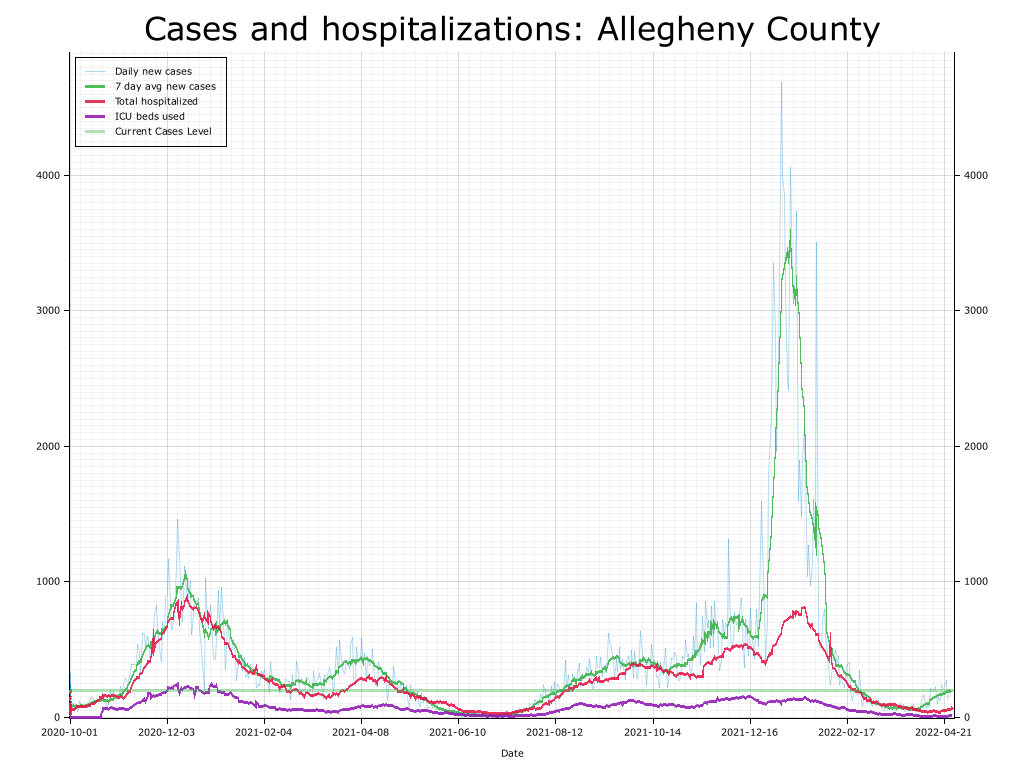 Cases and hospitalizations: Allegheny County
Daily new cases
7 day avg new cases
Total hospitalized
ICU beds used
Current Cases Level
4000 4000
3000 3000
2000 2000
1000 1000
0 0
2020-10-01 2020-12-03 2021-02-04 2021-04-08 2021-06-10 2021-08-12 2021-10-14 2021-12-16 2022-02-17 2022-04-21
Date